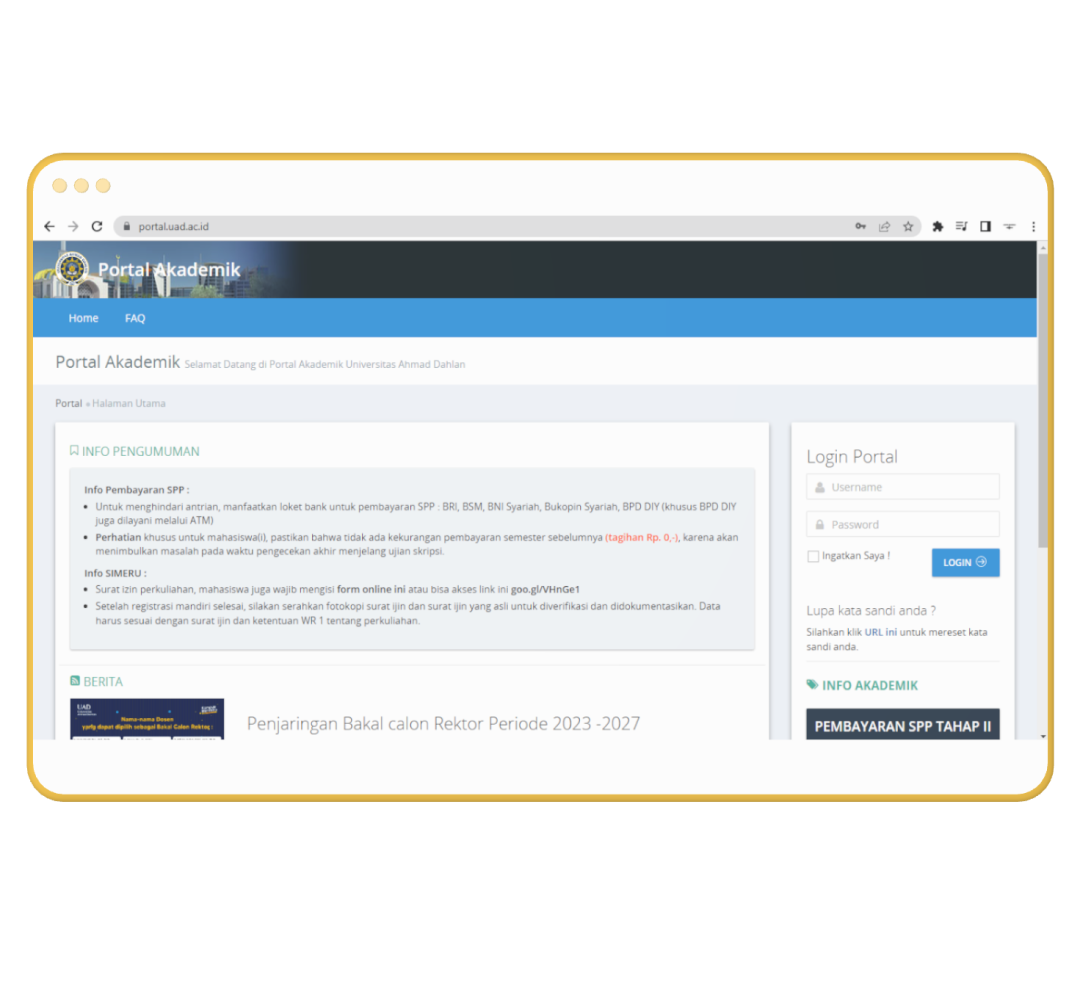 portal.uad.ac.id
Portal Akademik
Home FAQ
Portal Akademik Selamat Datang di Portal Akademik Universitas Ahmad Dahlan
Portal » Halaman Utama
INFO PENGUMUMAN
Info Pembayaran SPP :
Untuk menghindari antrian, manfaatkan loket bank untuk pembayaran SPP : BRI, BSM, BNI Syariah, Bukopin Syariah, BPD DIY (khusus BPD DIY
juga dilayani melalui ATM)
Perhatian khusus untuk mahasiswa(i), pastikan bahwa tidak ada kekurangan pembayaran semester sebelumnya (tagihan Rp. 0,-), karena akan
menimbulkan masalah pada waktu pengecekan akhir menjelang ujian skripsi.
Info SIMERU :
Surat izin perkuliahan, mahasiswa juga wajib mengisi form online ini atau bisa akses link ini goo.gl/VHnGe1
Setelah registrasi mandiri selesai, silakan serahkan fotokopi surat ijin dan surat ijin yang asli untuk diverifikasi dan didokumentasikan. Data
harus sesuai dengan surat ijin dan ketentuan WR 1 tentang perkuliahan.
BERITA
UAD
Nama-nama Dosen
yang dapat dipilih sebagai Bakal Calon Rektor :
Penjaringan Bakal calon Rektor Periode 2023 -2027
Login Portal
Username
Password
Ingatkan Saya !
LOGIN
Lupa kata sandi anda ?
Silahkan klik URL ini untuk mereset kata
sandi anda.
INFO AKADEMIK
PEMBAYARAN SPP TAHAP II